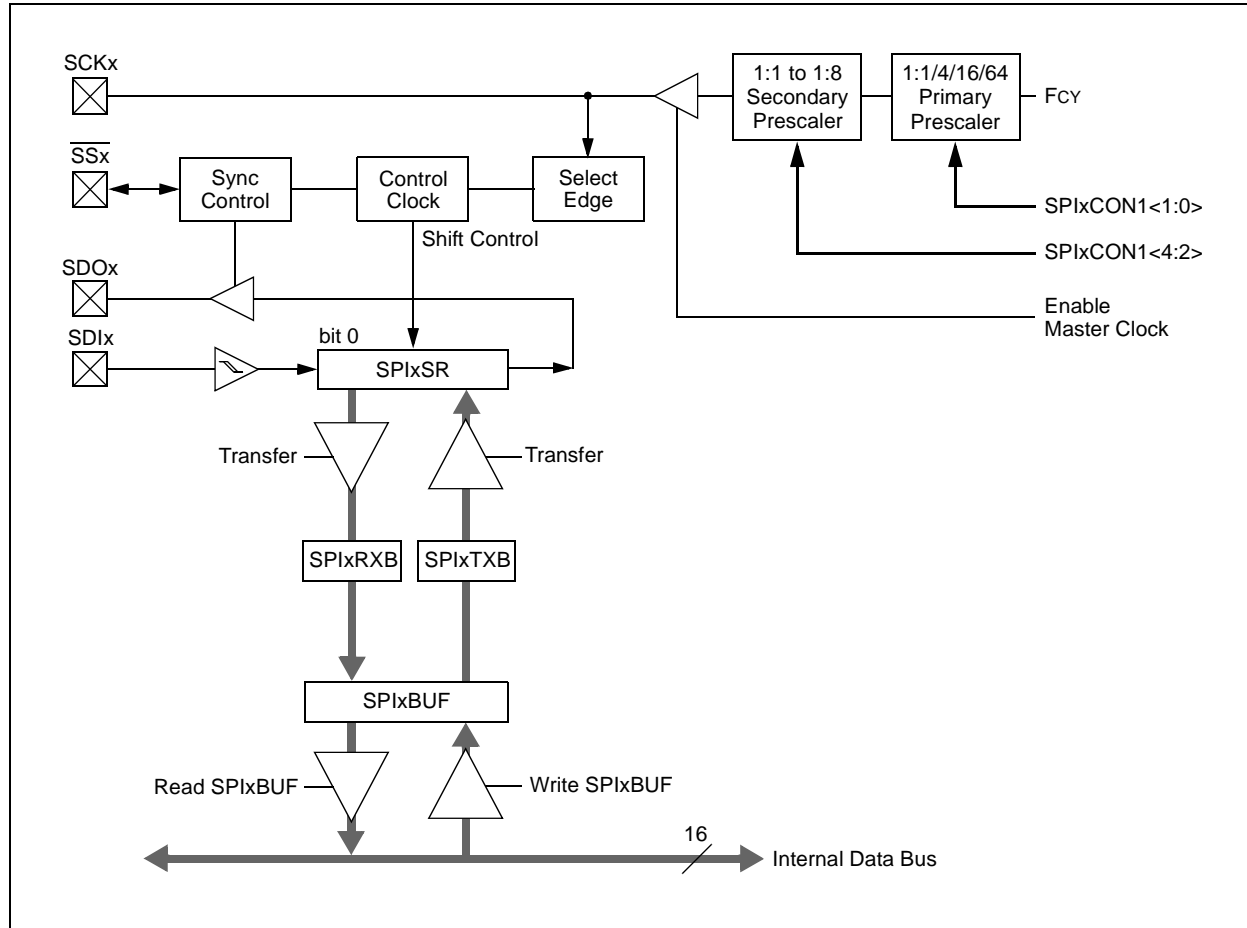 SCKx
1:1 to 1:8
Secondary
Prescaler
1:1/4/16/64
Primary
Prescaler
FCY
SSx
Sync
Control
Control
Clock
Select
Edge
SPIxCON1<1:0>
Shift Control
SPIxCON1<4:2>
SDOx
Enable
Master Clock
SDIx
bit 0
SPIxSR
Transfer
Transfer
SPIxRXB
SPIxTXB
SPIxBUF
Read SPIxBUF
Write SPIxBUF
16
Internal Data Bus